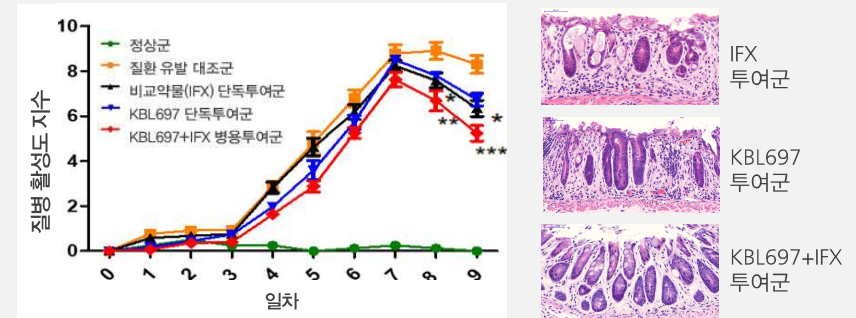 10
8
6
4
2
0
질병 활성도 지수
정상군
질환 유발 대조군
비교약물(IFX) 단독투여군
KBL697 단독투여군
KBL697+IFX 병용투여군
*
**
*
***
0 1 2 3 4 5 6 7 8 9
일차
IFX
투여군
KBL697
투여군
KBL697+IFX
투여군